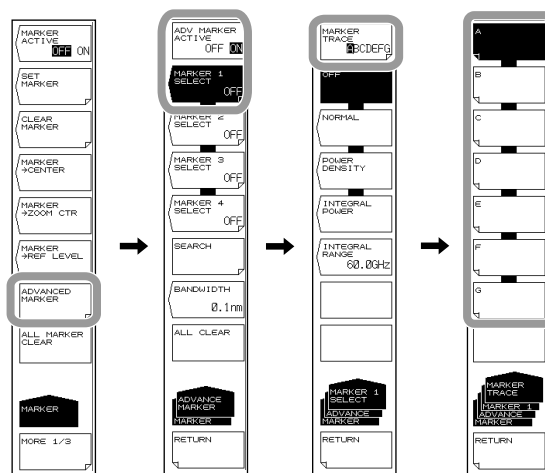 MARKER
ACTIVE
OFF ON
SET
MARKER
CLEAR
MARKER
MARKER
→CENTER
MARKER
→ZOOM CTR
MARKER
→REF LEVEL
ADVANCED
MARKER
ALL MARKER
CLEAR
MARKER
MORE 1/3
ADV MARKER
ACTIVE
OFF ON
MARKER 1
SELECT
OFF
MARKER 2
SELECT
OFF
MARKER 3
SELECT
OFF
MARKER 4
SELECT
OFF
SEARCH
BANDWIDTH
0.1nm
ALL CLEAR
ADVANCE
MARKER
MARKER
RETURN
MARKER
TRACE
ABCDEFG
OFF
NORMAL
POWER
DENSITY
INTEGRAL
POWER
INTEGRAL
RANGE
60.0GHz
MARKER 1
SELECT
ADVANCE
MARKER
RETURN
A
B
C
D
E
F
G
MARKER
TRACE
MARKER 1
ADVANCE
MARKER
RETURN